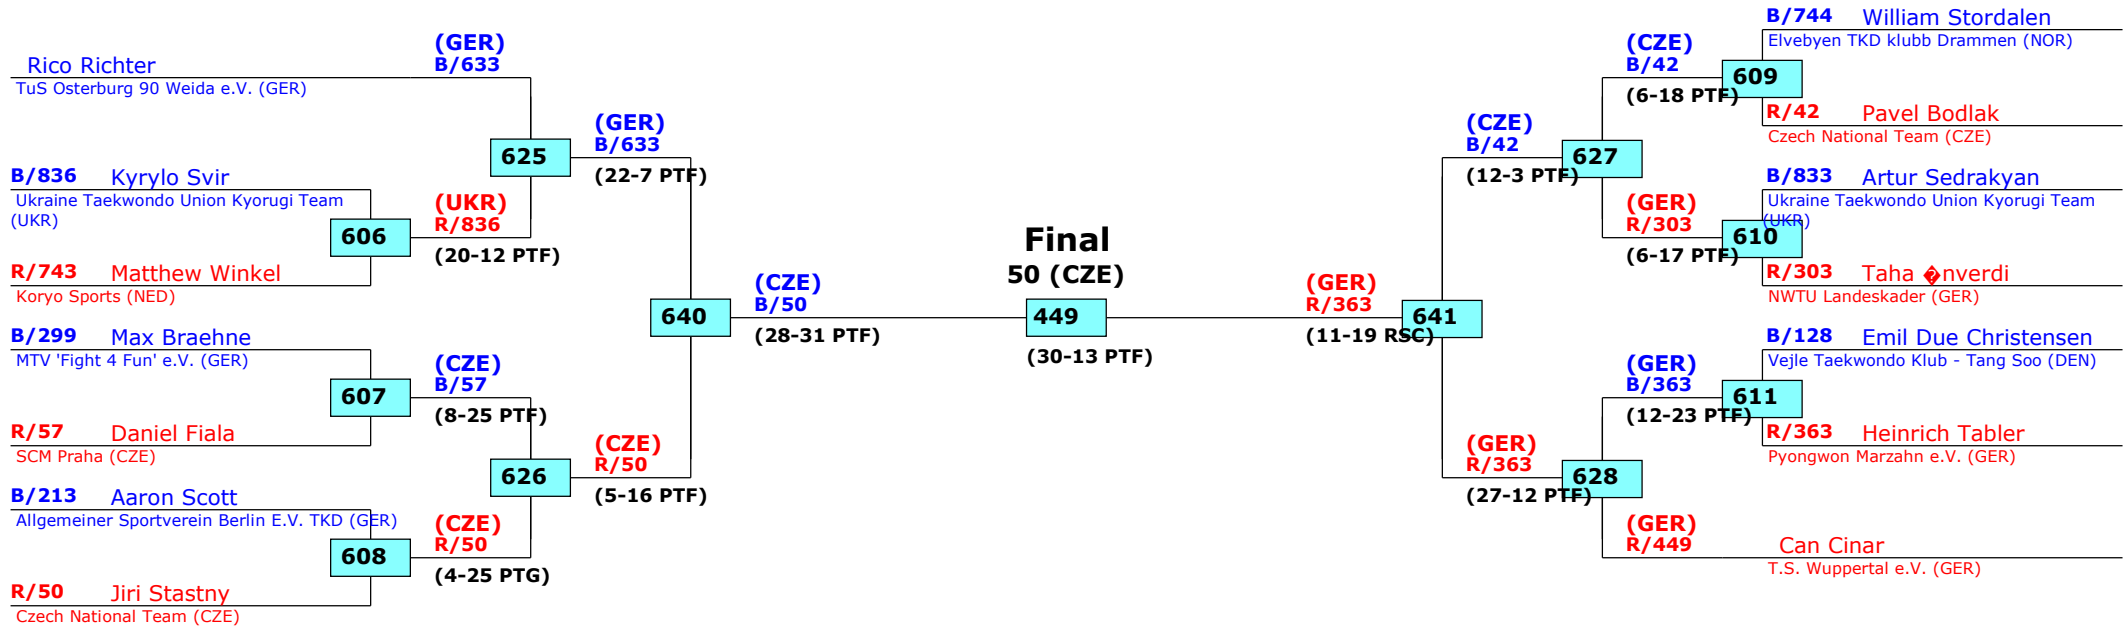 Rico Richter
TuS Osterburg 90 Weida e.V. (GER)
(GER)
B/633
B/836 Kyrylo Svir
Ukraine Taekwondo Union Kyorugi Team
(UKR)
606
R/743 Matthew Winkel
Koryo Sports (NED)
(UKR)
R/836
(20-12 PTF)
625
(GER)
B/633
(22-7 PTF)
B/299 Max Braehne
MTV 'Fight 4 Fun' e.V. (GER)
607
R/57 Daniel Fiala
SCM Praha (CZE)
(CZE)
B/57
(8-25 PTF)
B/213 Aaron Scott
Allgemeiner Sportverein Berlin E.V. TKD (GER)
608
R/50 Jiri Stastny
Czech National Team (CZE)
(CZE)
R/50
(4-25 PTG)
626
(CZE)
R/50
(5-16 PTF)
640
(CZE)
B/50
(28-31 PTF)
Final
50 (CZE)
449
(30-13 PTF)
(GER)
R/363
(11-19 RSC)
641
(CZE)
B/42
(12-3 PTF)
627
(CZE)
B/42
(6-18 PTF)
609
B/744 William Stordalen
Elvebyen TKD klubb Drammen (NOR)
R/42 Pavel Bodlak
Czech National Team (CZE)
(GER)
R/303
(6-17 PTF)
610
B/833 Artur Sedrakyan
Ukraine Taekwondo Union Kyorugi Team
(UKR)
R/303 Taha �nverdi
NWTU Landeskader (GER)
(GER)
R/363
(27-12 PTF)
628
(GER)
B/363
(12-23 PTF)
611
B/128 Emil Due Christensen
Vejle Taekwondo Klub - Tang Soo (DEN)
R/363 Heinrich Tabler
Pyongwon Marzahn e.V. (GER)
(GER)
R/449
Can Cinar
T.S. Wuppertal e.V. (GER)